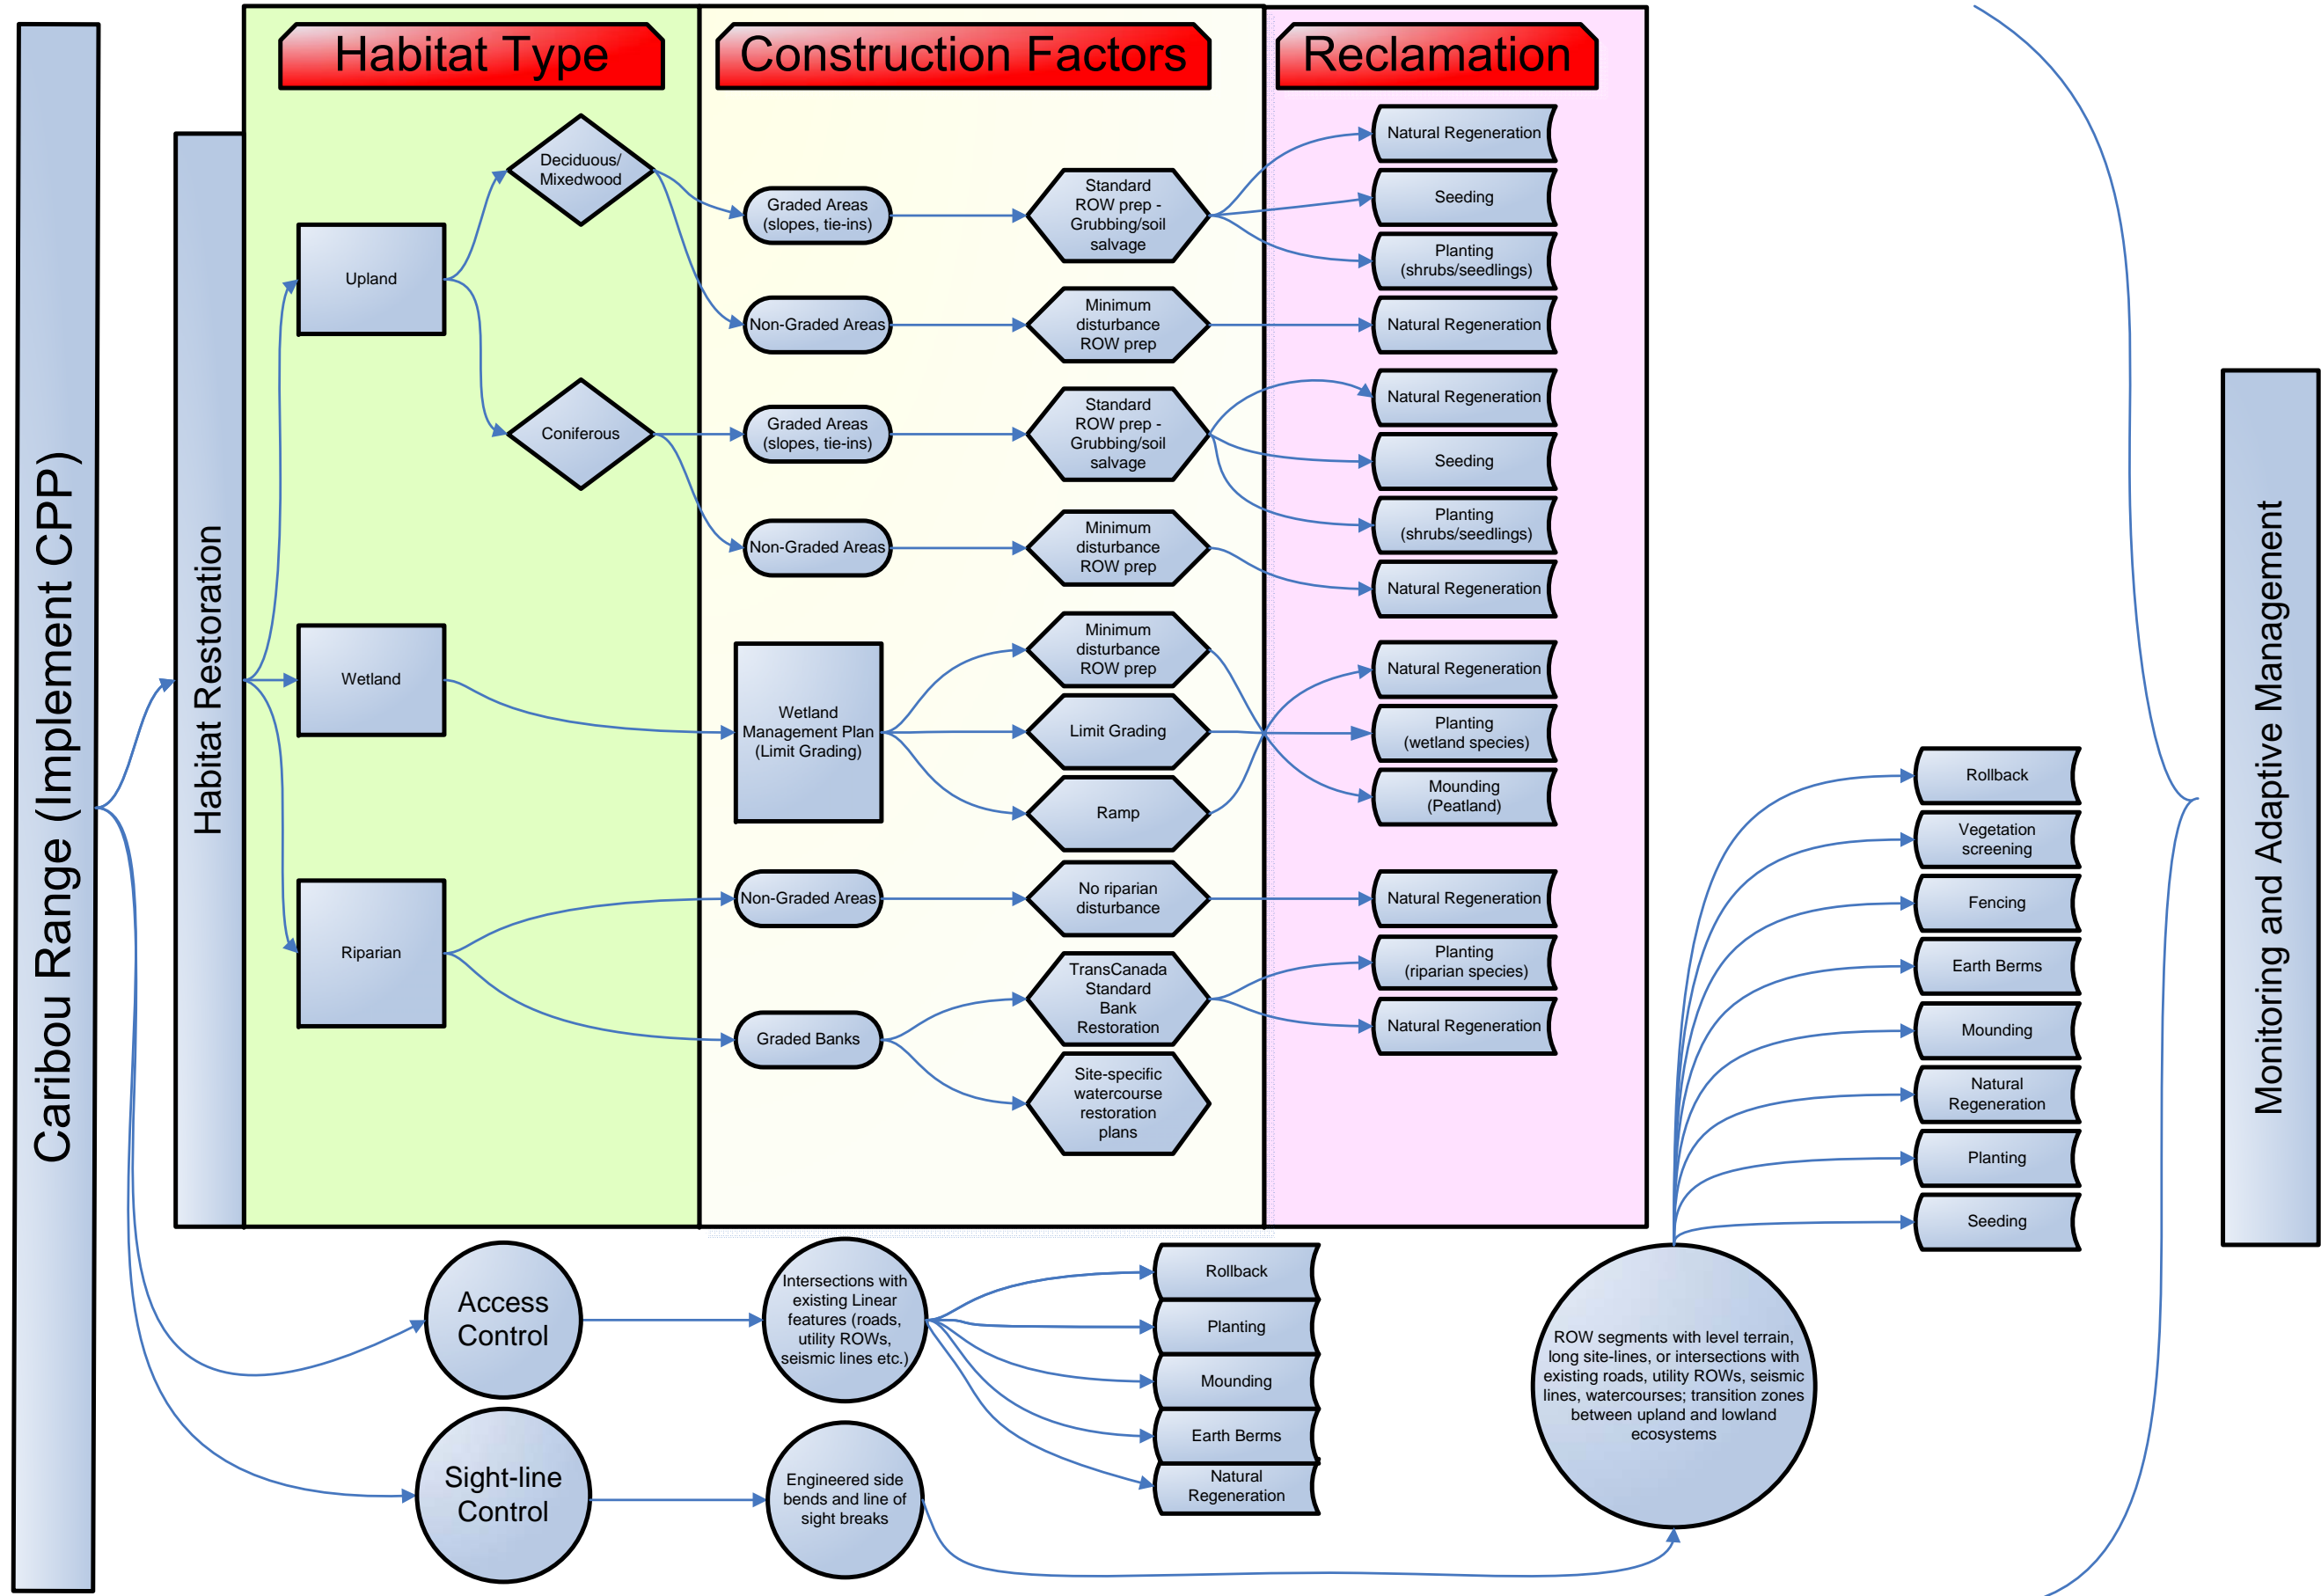 Caribou Range (Implement CPP)
Habitat Restoration
Habitat Type
Construction Factors
Reclamation
Upland
Wetland
Riparian
Deciduous/
Mixedwood
Coniferous
Graded Areas
(slopes, tie-ins)
Non-Graded Areas
Graded Areas
(slopes, tie-ins)
Non-Graded Areas
Wetland
Management Plan
(Limit Grading)
Non-Graded Areas
Graded Banks
Standard
ROW prep -
Grubbing/soil
salvage
Minimum
disturbance
ROW prep
Standard
ROW prep -
Grubbing/soil
salvage
Minimum
disturbance
ROW prep
Minimum
disturbance
ROW prep
Limit Grading
Ramp
No riparian
disturbance
TransCanada
Standard
Bank
Restoration
Site-specific
watercourse
restoration
plans
Natural Regeneration
Seeding
Planting
(shrubs/seedlings)
Natural Regeneration
Natural Regeneration
Seeding
Planting
(shrubs/seedlings)
Natural Regeneration
Natural Regeneration
Planting
(wetland species)
Mounding
(Peatland)
Natural Regeneration
Planting
(riparian species)
Natural Regeneration
Access
Control
Intersections with
existing Linear
features (roads,
utility ROWs,
seismic lines etc.)
Rollback
Planting
Mounding
Earth Berms
Natural
Regeneration
Sight-line
Control
Engineered side
bends and line of
sight breaks
ROW segments with level terrain,
long site-lines, or intersections with
existing roads, utility ROWs, seismic
lines, watercourses; transition zones
between upland and lowland
ecosystems
Rollback
Vegetation
screening
Fencing
Earth Berms
Mounding
Natural
Regeneration
Planting
Seeding
Monitoring and Adaptive Management